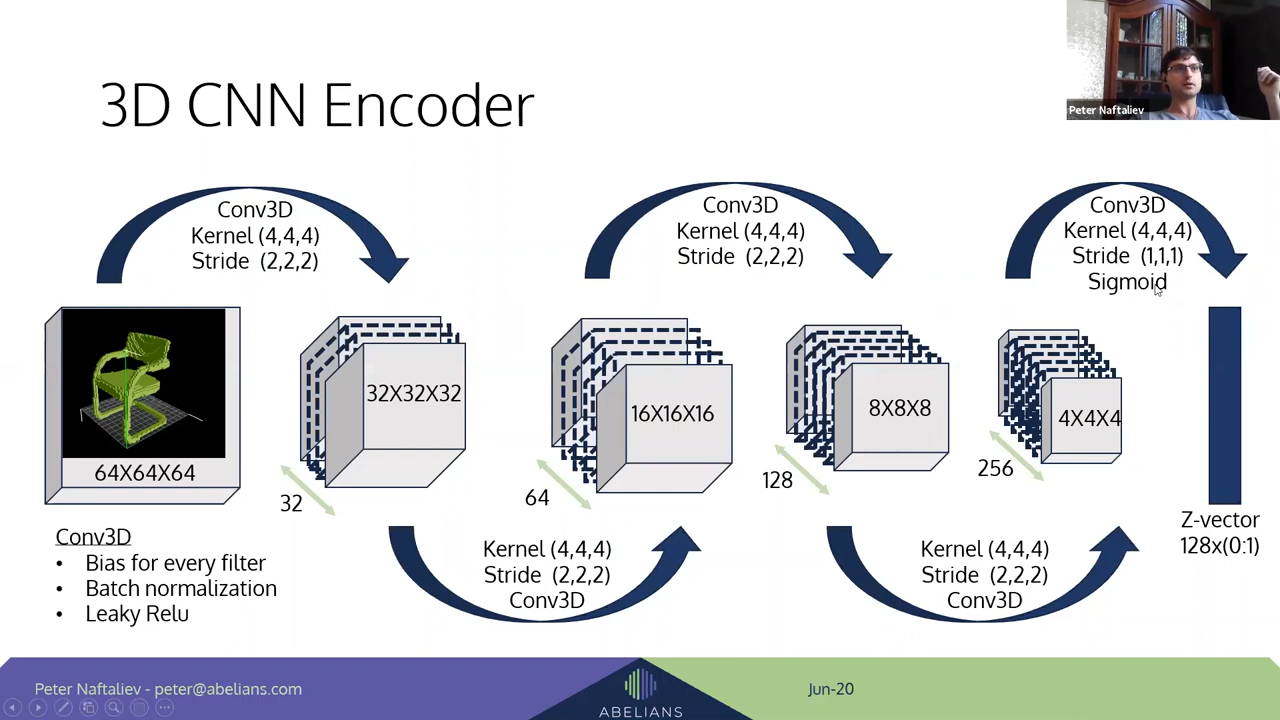 3D CNN Encoder
Peter Naftaliev
Conv3D
Kernel (4,4,4)
Stride (2,2,2)
Conv3D
Kernel (4,4,4)
Stride (2,2,2)
Conv3D
Kernel (4,4,4)
Stride (1,1,1)
Sigmoid
64X64X64
32X32X32
32
16X16X16
64
8X8X8
128
4X4X4
256
Z-vector
128x(0:1)
Conv3D
• Bias for every filter
• Batch normalization
• Leaky Relu
Kernel (4,4,4)
Stride (2,2,2)
Conv3D
Kernel (4,4,4)
Stride (2,2,2)
Conv3D
Peter Naftaliev - peter@abelians.com
ABELIANS
Jun-20